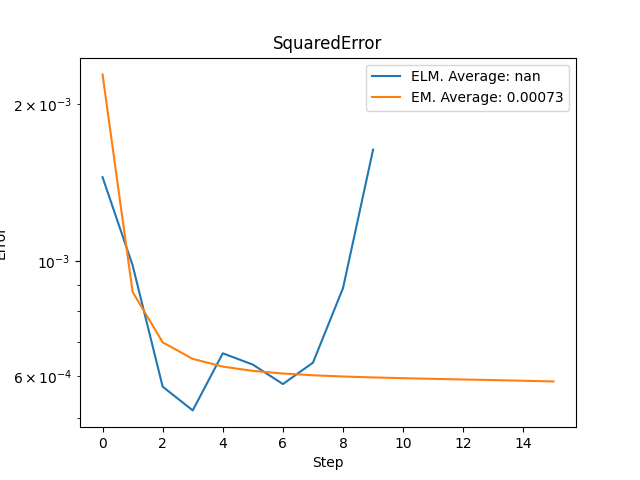 SquaredError
ELM. Average: nan
EM. Average: 0.00073
2 × 10⁻³
10⁻³
6 × 10⁻⁴
Error
0 2 4 6 8 10 12 14
Step